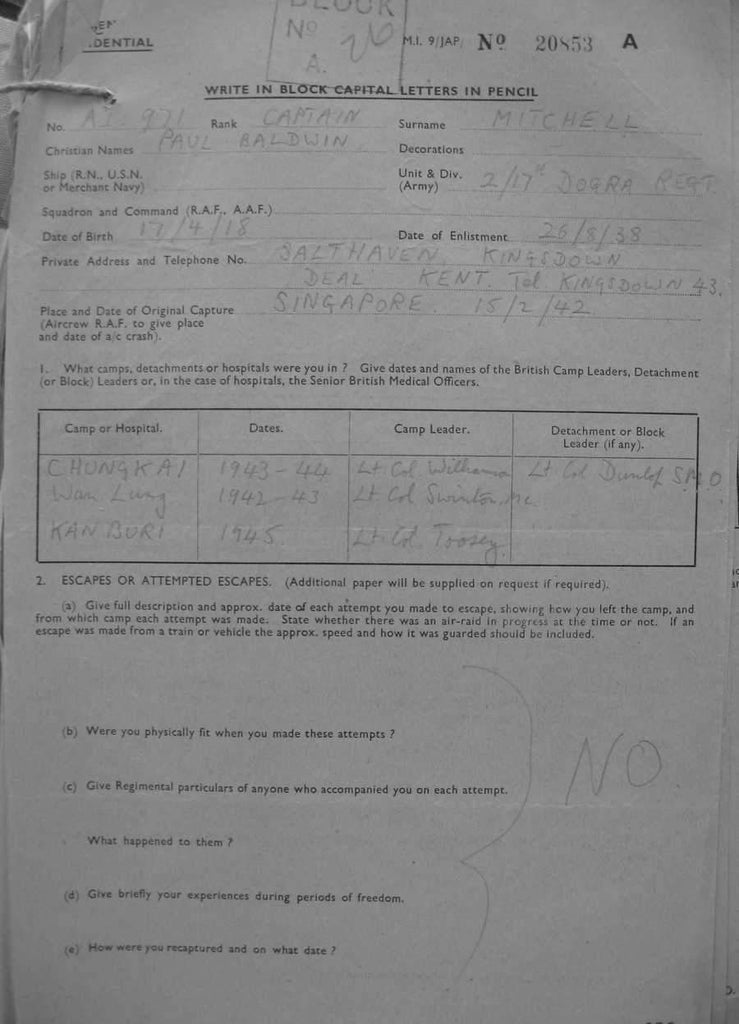 DENTIAL
BLOCK
No
A.
M.I. 9/JAP No 20853 A
WRITE IN BLOCK CAPITAL LETTERS IN PENCIL
No. AI 971 Rank CAPTAIN Surname MITCHELL
Christian Names PAUL BALDWIN Decorations
Ship (R.N., U.S.N. or Merchant Navy) Unit & Div. (Army) 2/17th DOGRA REGT.
Squadron and Command (R.A.F., A.A.F.)
Date of Birth 17/4/18 Date of Enlistment 26/8/38
Private Address and Telephone No. SALTHAVEN, KINGSDOWN
DEAL KENT. Tel. KINGSDOWN 43.
Place and Date of Original Capture SINGAPORE. 15/2/42
(Aircrew R.A.F. to give place
and date of a/c crash).
1. What camps, detachments or hospitals were you in ? Give dates and names of the British Camp Leaders, Detachment
(or Block) Leaders or, in the case of hospitals, the Senior British Medical Officers.
Camp or Hospital. Dates. Camp Leader. Detachment or Block Leader (if any).
CHUNGKAI 1943-44 Lt Col Williamson Lt Col Dunlop SMO
Wan Lung 1942-43 Lt Col Swinton, MC
KANBURI 1945. Lt. Col. Toosey.
2. ESCAPES OR ATTEMPTED ESCAPES. (Additional paper will be supplied on request if required).
(a) Give full description and approx. date of each attempt you made to escape, showing how you left the camp, and
from which camp each attempt was made. State whether there was an air-raid in progress at the time or not. If an
escape was made from a train or vehicle the approx. speed and how it was guarded should be included.
(b) Were you physically fit when you made these attempts ?
NO
(c) Give Regimental particulars of anyone who accompanied you on each attempt.
What happened to them ?
(d) Give briefly your experiences during periods of freedom.
(e) How were you recaptured and on what date ?